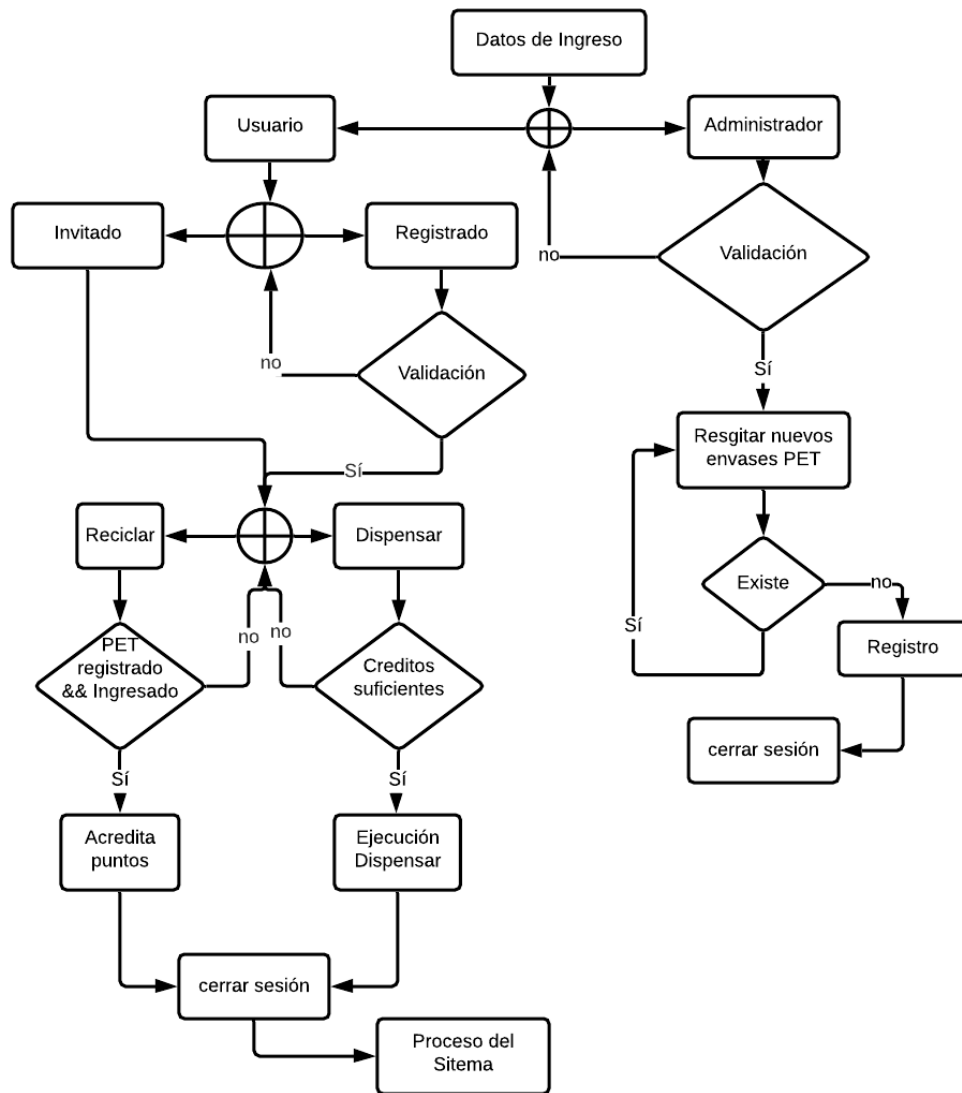 Datos de Ingreso
Usuario
Administrador
Invitado
Registrado
no
Validación
no
Validación
Sí
Sí
Resgitar nuevos
envases PET
Reciclar
Dispensar
Existe
no
Sí
PET
registrado
&& Ingresado
no
no
Creditos
suficientes
Registro
cerrar sesión
Sí
Sí
Acredita
puntos
Ejecución
Dispensar
cerrar sesión
Proceso del
Sitema